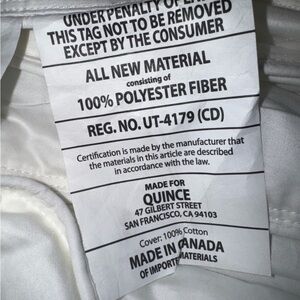 UNDER PENALTY OF
THIS TAG NOT TO BE REMOVED
EXCEPT BY THE CONSUMER
ALL NEW MATERIAL
consisting of
100% POLYESTER FIBER
REG. NO. UT-4179 (CD)
Certification is made by the manufacturer that
the materials in this article are described
in accordance with the law.
MADE FOR
QUINCE
47 GILBERT STREET
SAN FRANCISCO, CA 94103
Cover: 100% Cotton
MADE IN CANADA
OF IMPORTED MATERIALS